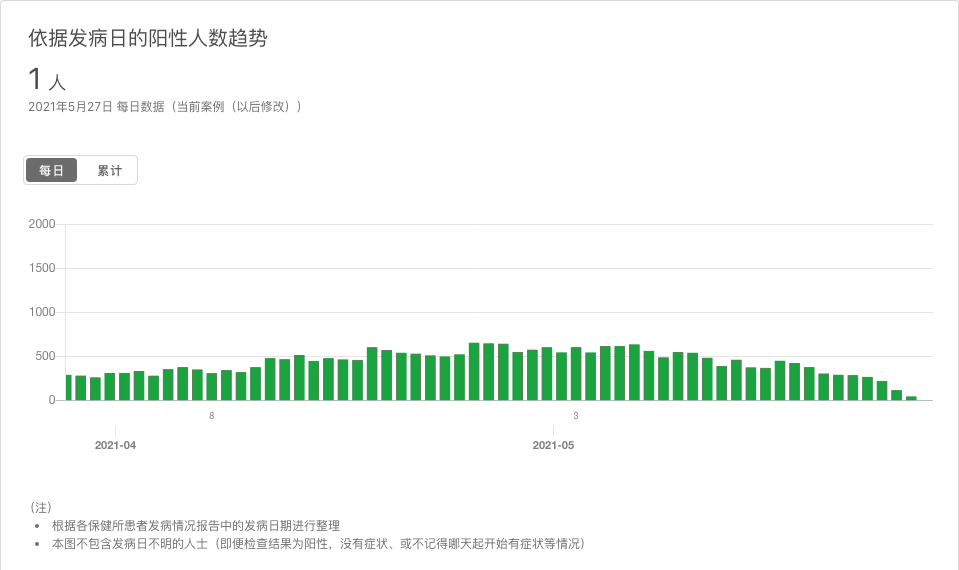 依据发病日的阳性人数趋势
1 人
2021年5月27日 每日数据（当前案例（以后修改））
每日 累计
2000
1500
1000
500
0
8 3
2021-04 2021-05
（注）
• 根据各保健所患者发病情况报告中的发病日期进行整理
• 本图不包含发病日不明的人士（即便检查结果为阳性，没有症状、或不记得哪天起开始有症状等情况）